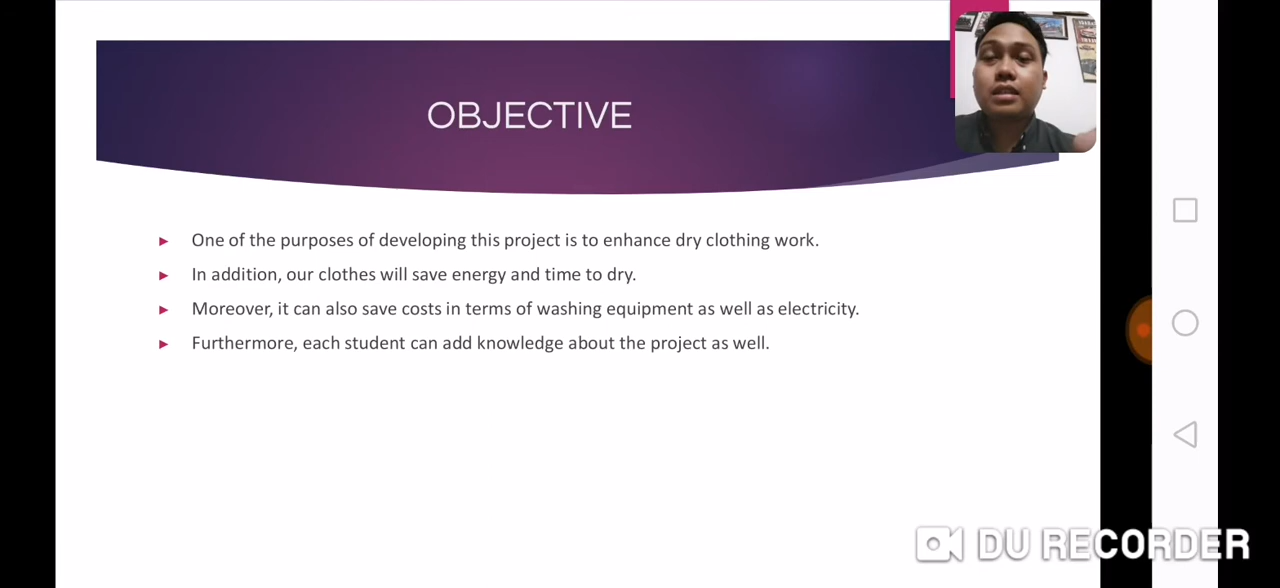 OBJECTIVE
One of the purposes of developing this project is to enhance dry clothing work.
In addition, our clothes will save energy and time to dry.
Moreover, it can also save costs in terms of washing equipment as well as electricity.
Furthermore, each student can add knowledge about the project as well.
DU RECORDER